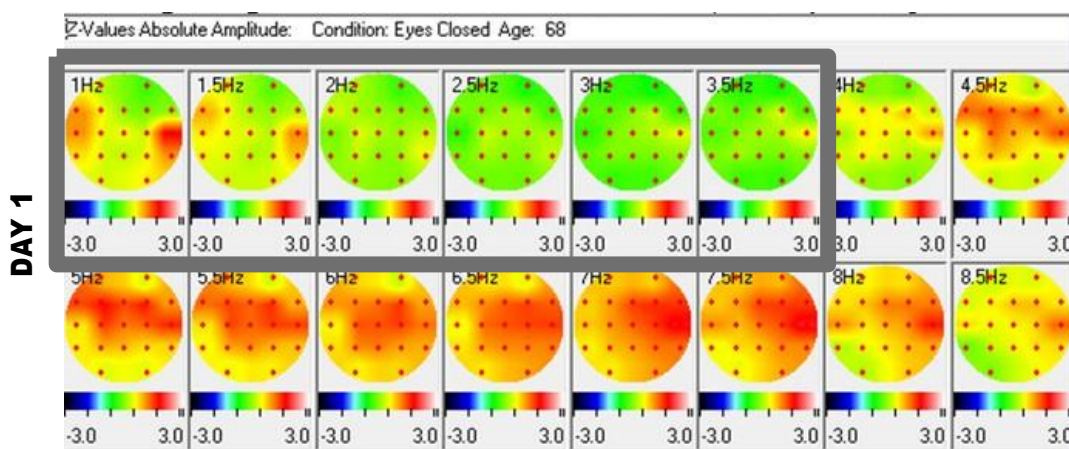 Z-Values Absolute Amplitude: Condition: Eyes Closed Age: 68
DAY 1
1Hz 1.5Hz 2Hz 2.5Hz 3Hz 3.5Hz 4Hz 4.5Hz
-3.0 3.0 -3.0 3.0 -3.0 3.0 -3.0 3.0 -3.0 3.0 -3.0 3.0 -3.0 3.0 -3.0 3.0
5Hz 5.5Hz 6Hz 6.5Hz 7Hz 7.5Hz 8Hz 8.5Hz
-3.0 3.0 -3.0 3.0 -3.0 3.0 -3.0 3.0 -3.0 3.0 -3.0 3.0 -3.0 3.0 -3.0 3.0